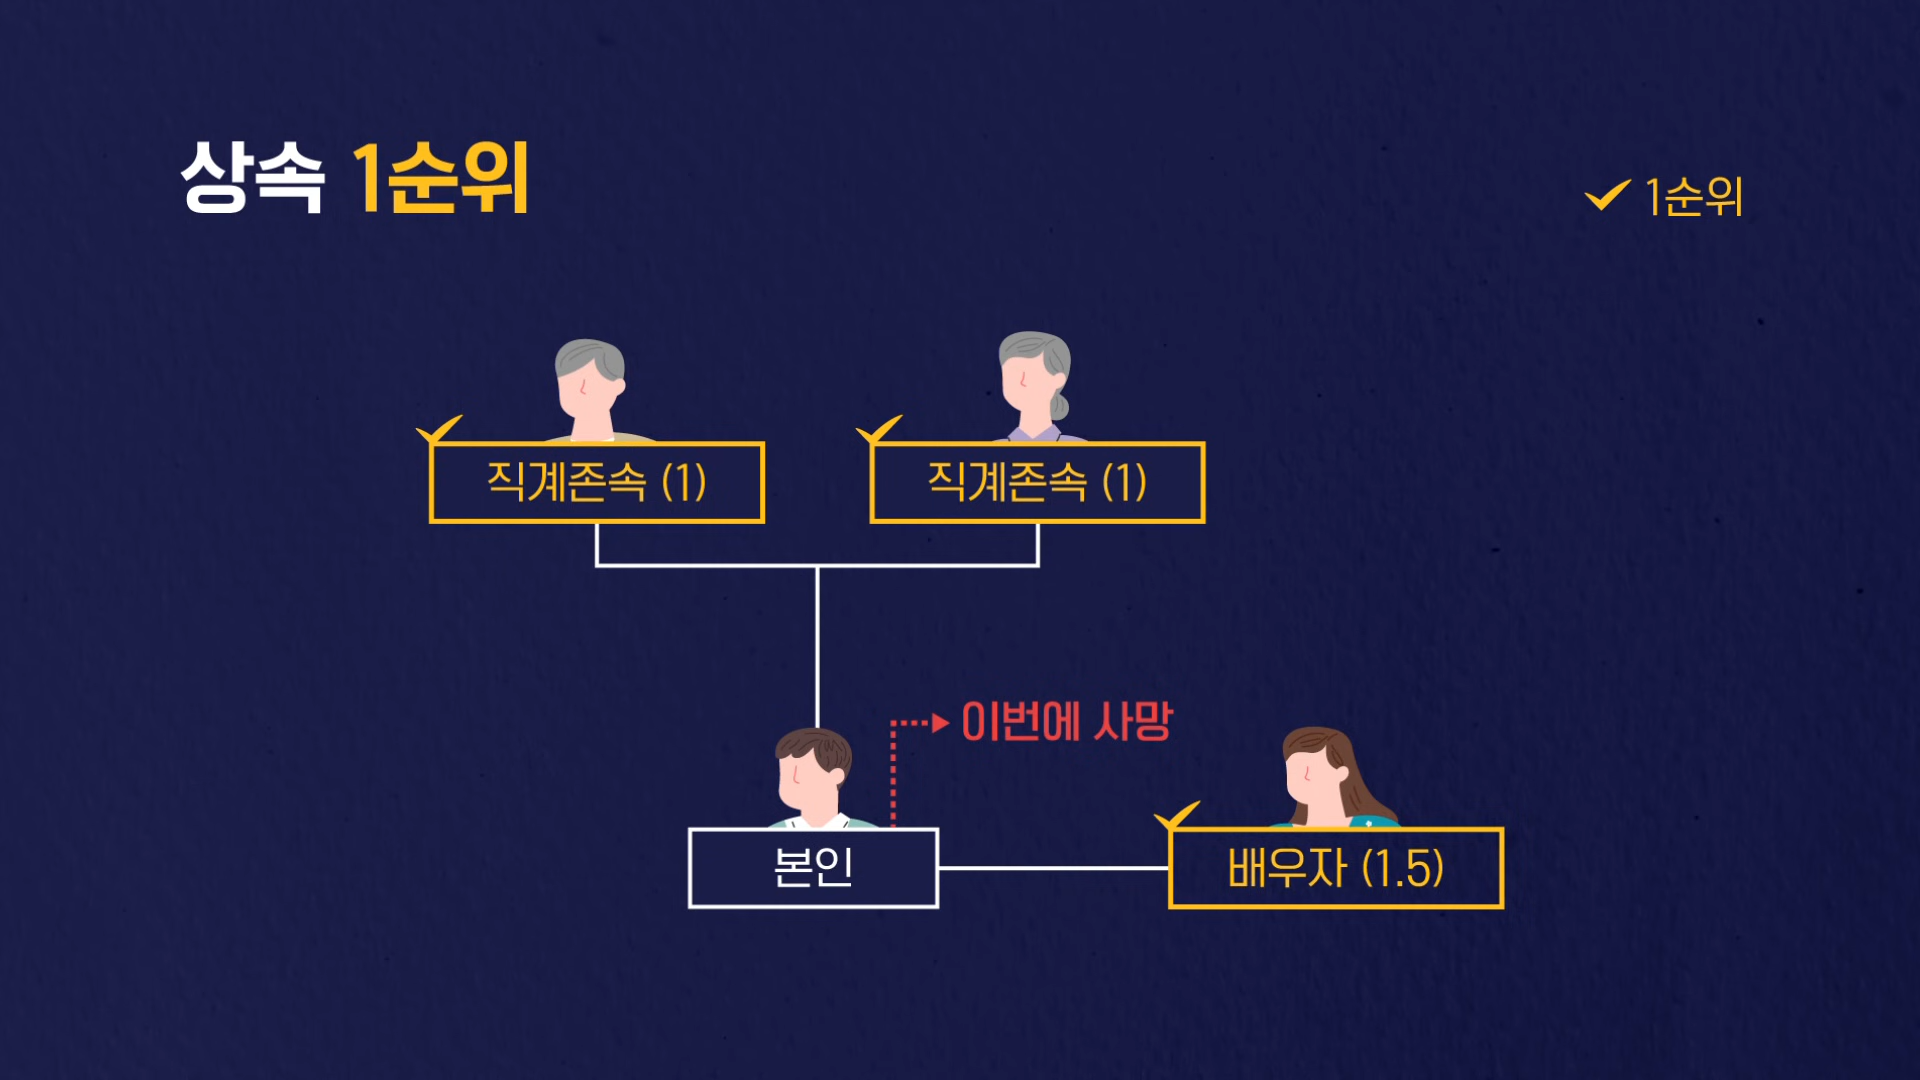 상속 1순위
1순위
직계존속 (1)
직계존속 (1)
이번에 사망
본인
배우자 (1.5)